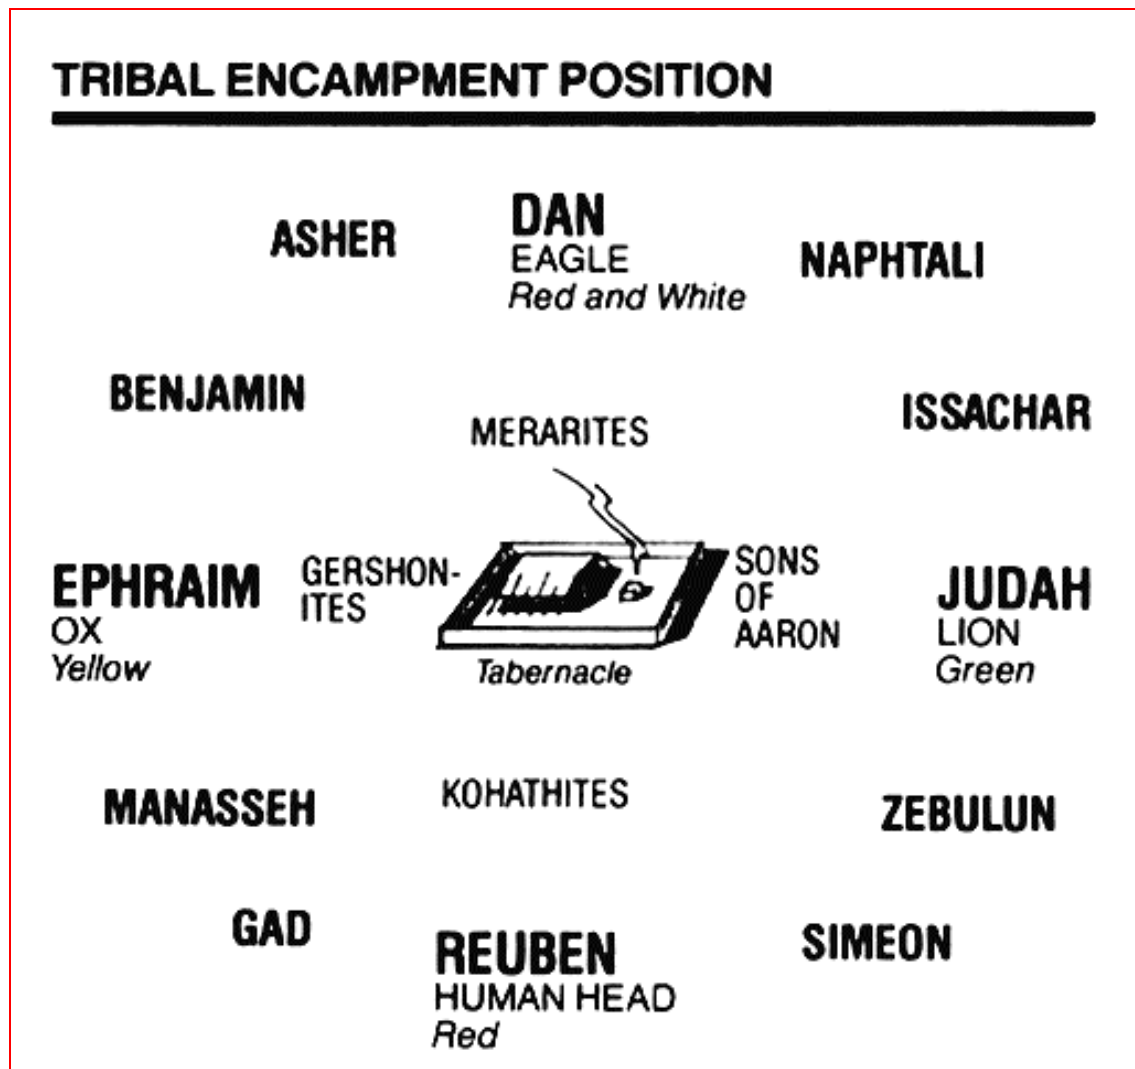 TRIBAL ENCAMPMENT POSITION
ASHER
DAN
EAGLE
Red and White
NAPHTALI
BENJAMIN
ISSACHAR
MERARITES
EPHRAIM
OX
Yellow
GERSHON-
ITES
SONS
OF
AARON
JUDAH
LION
Green
Tabernacle
MANASSEH
KOHATHITES
ZEBULUN
GAD
REUBEN
HUMAN HEAD
Red
SIMEON